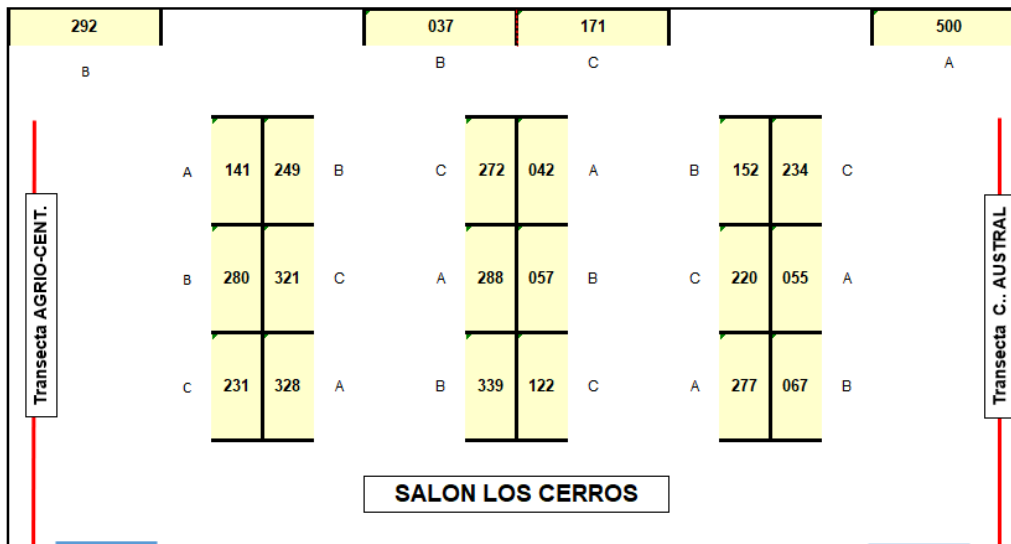 292 037 171 500
B B C A
A 141 249 B C 272 042 A B 152 234 C
B 280 321 C A 288 057 B C 220 055 A
C 231 328 A B 339 122 C A 277 067 B
Transecta AGRIO-CENT.
Transecta C.. AUSTRAL
SALON LOS CERROS